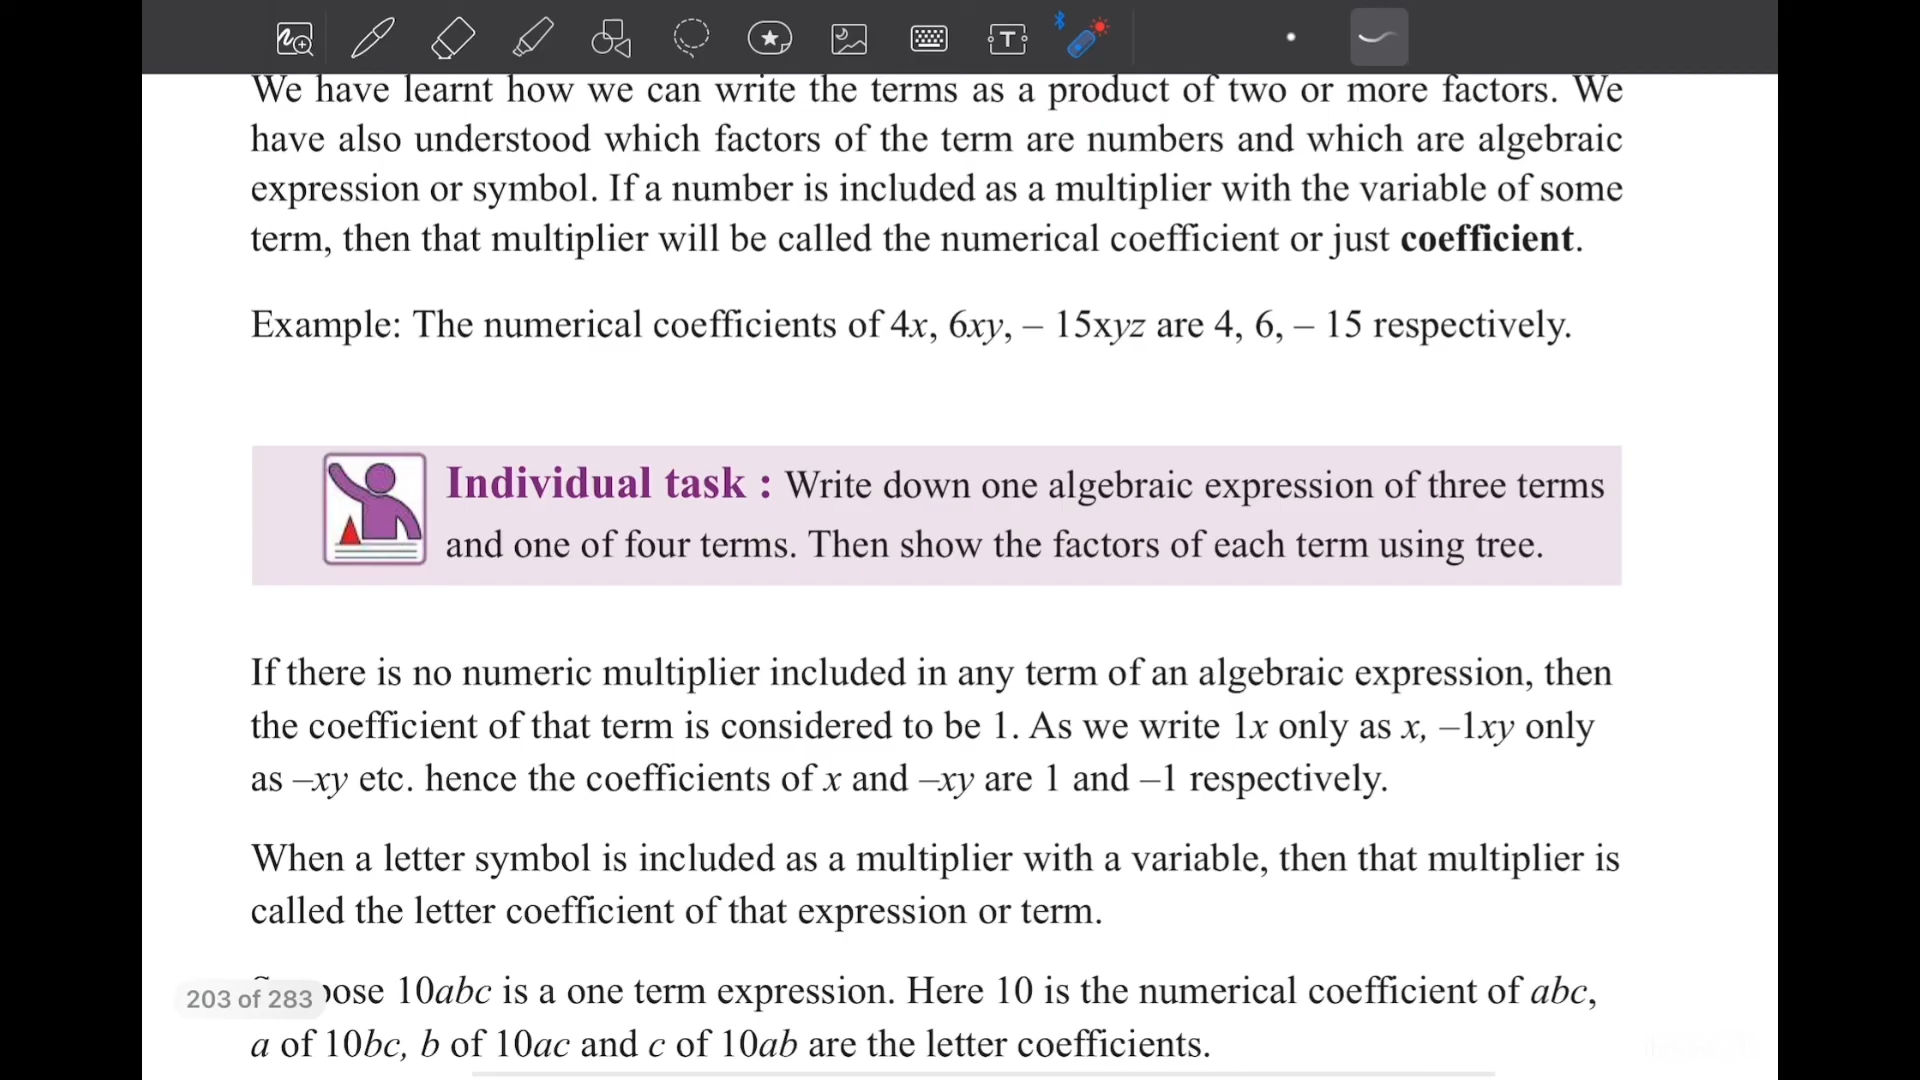 We have learnt how we can write the terms as a product of two or more factors. We
have also understood which factors of the term are numbers and which are algebraic
expression or symbol. If a number is included as a multiplier with the variable of some
term, then that multiplier will be called the numerical coefficient or just coefficient.
Example: The numerical coefficients of 4x, 6xy, – 15xyz are 4, 6, – 15 respectively.
Individual task : Write down one algebraic expression of three terms
and one of four terms. Then show the factors of each term using tree.
If there is no numeric multiplier included in any term of an algebraic expression, then
the coefficient of that term is considered to be 1. As we write 1x only as x, –1xy only
as –xy etc. hence the coefficients of x and –xy are 1 and –1 respectively.
When a letter symbol is included as a multiplier with a variable, then that multiplier is
called the letter coefficient of that expression or term.
203 of 283
10abc is a one term expression. Here 10 is the numerical coefficient of abc,
a of 10bc, b of 10ac and c of 10ab are the letter coefficients.